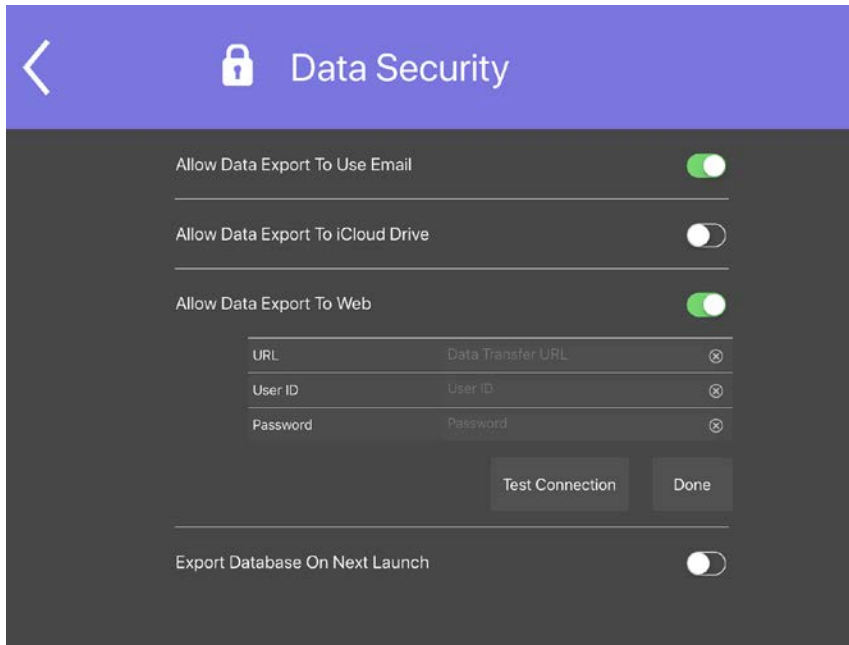 Data Security
Allow Data Export To Use Email
Allow Data Export To iCloud Drive
Allow Data Export To Web
URL Data Transfer URL
User ID User ID
Password Password
Test Connection Done
Export Database On Next Launch